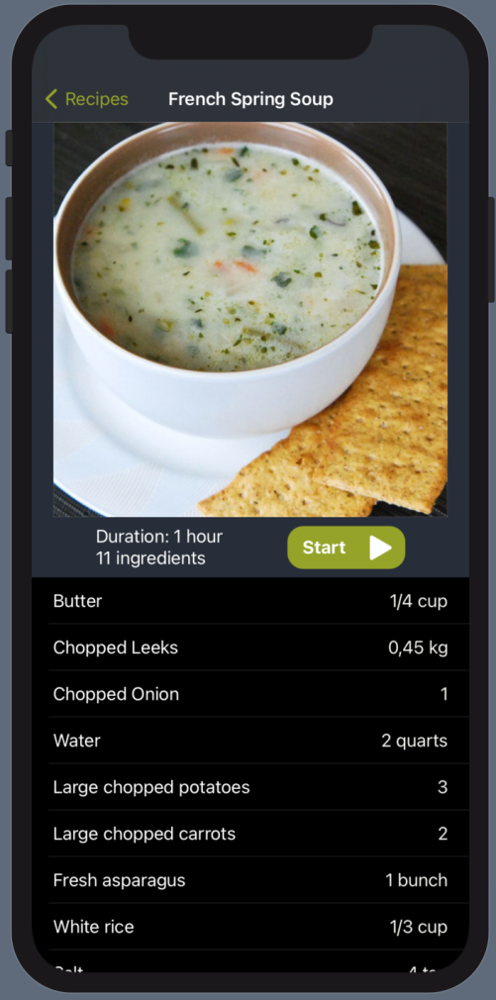 Recipes
French Spring Soup
Duration: 1 hour
11 ingredients
Start
Butter 1/4 cup
Chopped Leeks 0,45 kg
Chopped Onion 1
Water 2 quarts
Large chopped potatoes 3
Large chopped carrots 2
Fresh asparagus 1 bunch
White rice 1/3 cup
Salt 4